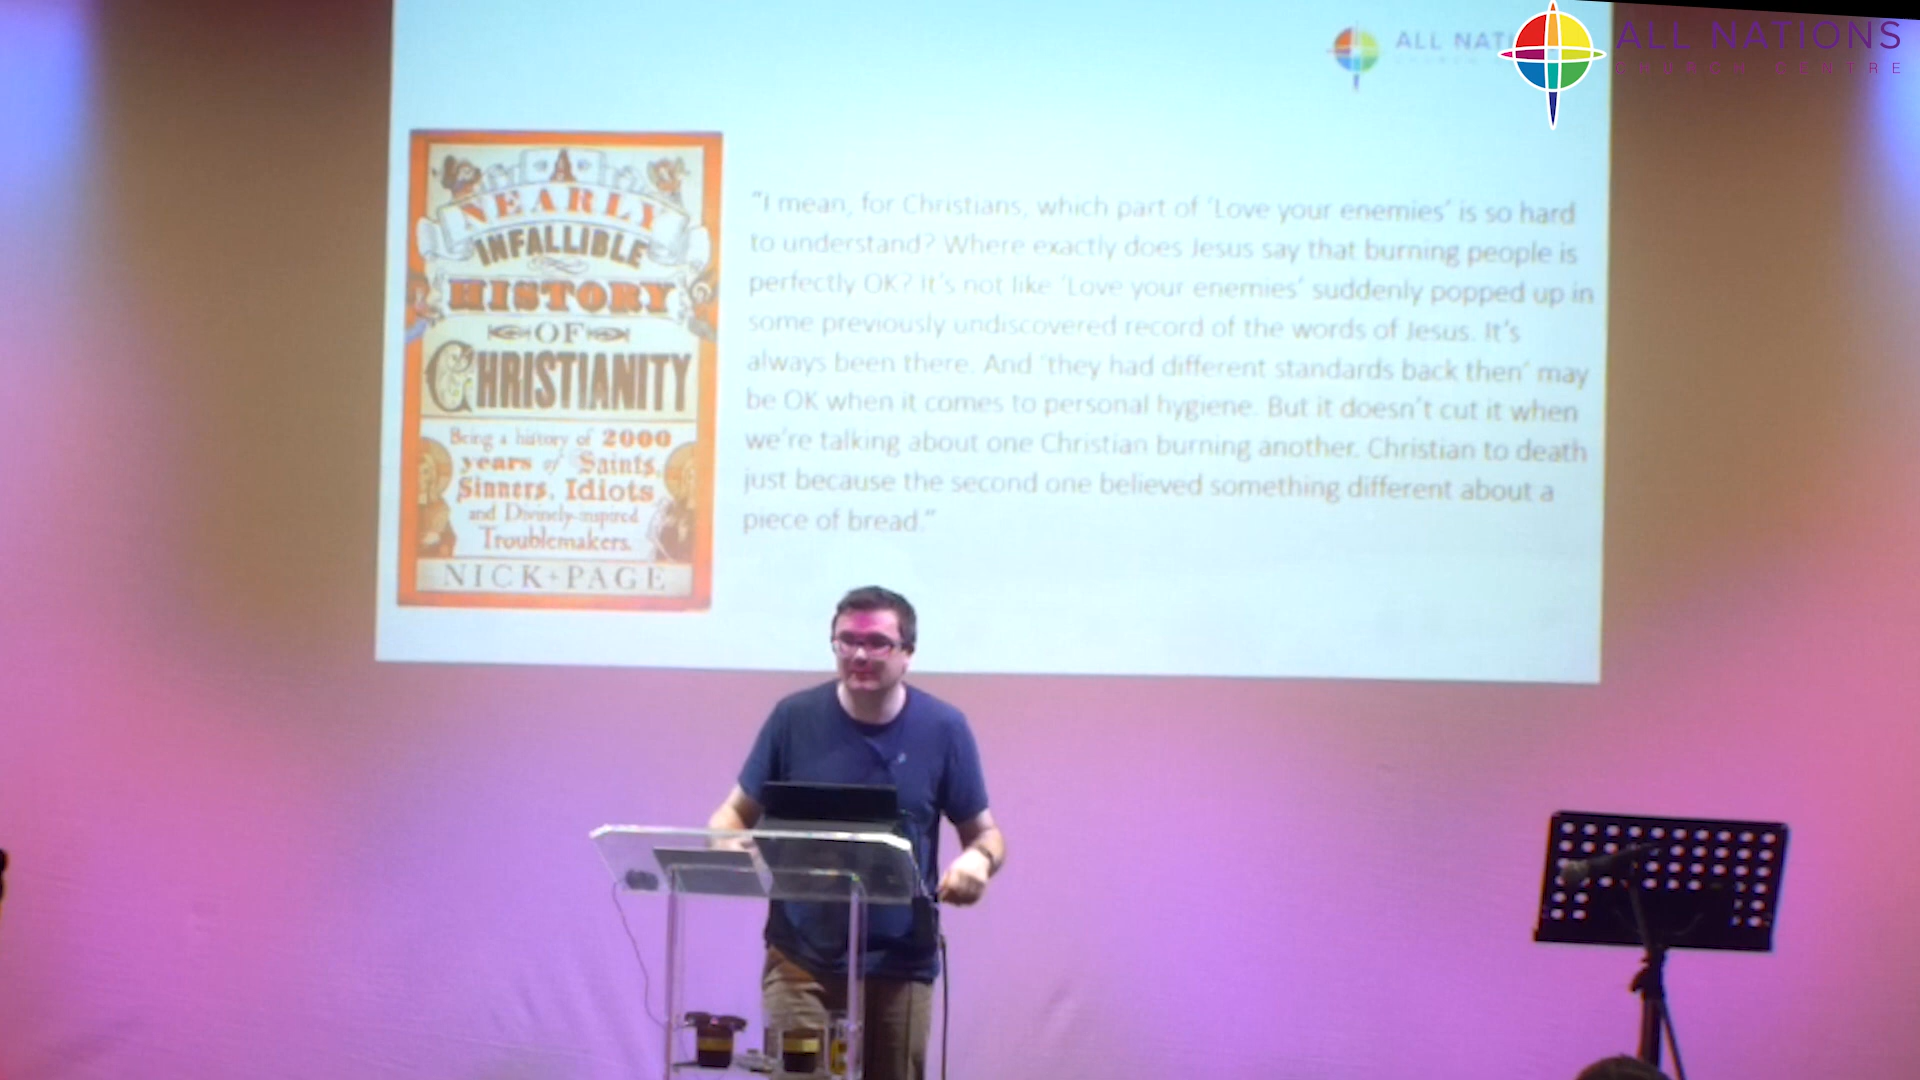 ALL NATI
ALL NATIONS
CHURCH CENTRE
A
NEARLY
INFALLIBLE
HISTORY
OF
CHRISTIANITY
Being a history of 2000
years of Saints,
Sinners, Idiots
and Divinely-inspired
Troublemakers.
NICK PAGE
“I mean, for Christians, which part of ‘Love your enemies’ is so hard
to understand? Where exactly does Jesus say that burning people is
perfectly OK? It’s not like ‘Love your enemies’ suddenly popped up in
some previously undiscovered record of the words of Jesus. It’s
always been there. And ‘they had different standards back then’ may
be OK when it comes to personal hygiene. But it doesn’t cut it when
we’re talking about one Christian burning another. Christian to death
just because the second one believed something different about a
piece of bread.”